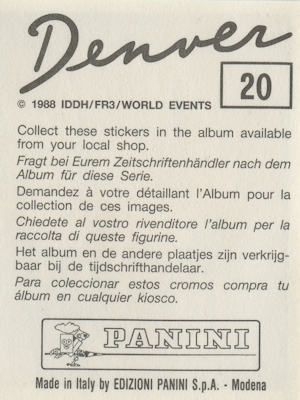 Denver
20
© 1988 IDDH/FR3/WORLD EVENTS
Collect these stickers in the album available
from your local shop.
Fragt bei Eurem Zeitschriftenhändler nach dem
Album für diese Serie.
Demandez à votre détaillant l'Album pour la
collection de ces images.
Chiedete al vostro rivenditore l'album per la
raccolta di queste figurine.
Het album en de andere plaatjes zijn verkrijg-
baar bij de tijdschrifthandelaar.
Para coleccionar estos cromos compra tu
álbum en cualquier kiosco.
PANINI
Made in Italy by EDIZIONI PANINI S.p.A. - Modena